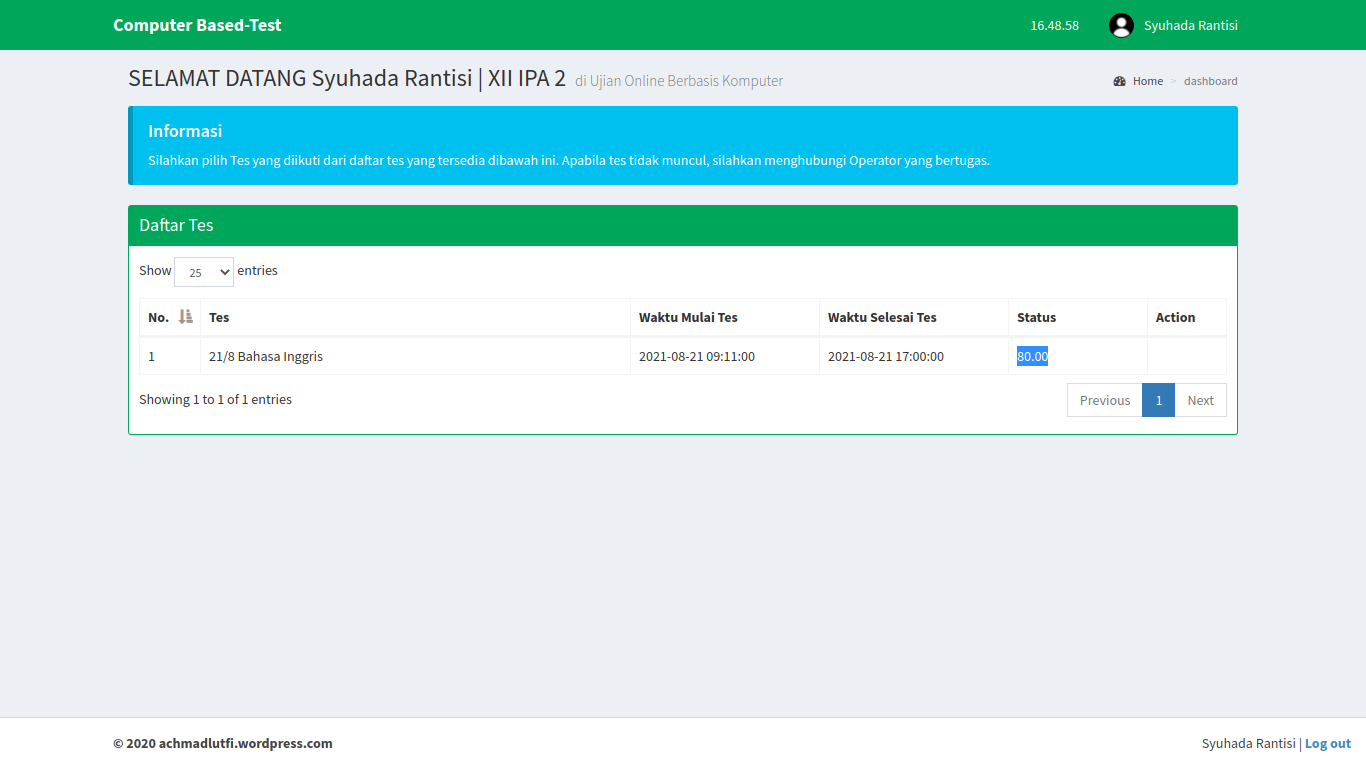 Computer Based-Test 16.48.58 Syuhada Rantisi
SELAMAT DATANG Syuhada Rantisi | XII IPA 2 di Ujian Online Berbasis Komputer Home > dashboard
Informasi
Silahkan pilih Tes yang diikuti dari daftar tes yang tersedia dibawah ini. Apabila tes tidak muncul, silahkan menghubungi Operator yang bertugas.
Daftar Tes
Show 25 entries
No. Tes Waktu Mulai Tes Waktu Selesai Tes Status Action
1 21/8 Bahasa Inggris 2021-08-21 09:11:00 2021-08-21 17:00:00 80.00
Showing 1 to 1 of 1 entries Previous 1 Next
© 2020 achmadlutfi.wordpress.com Syuhada Rantisi | Log out